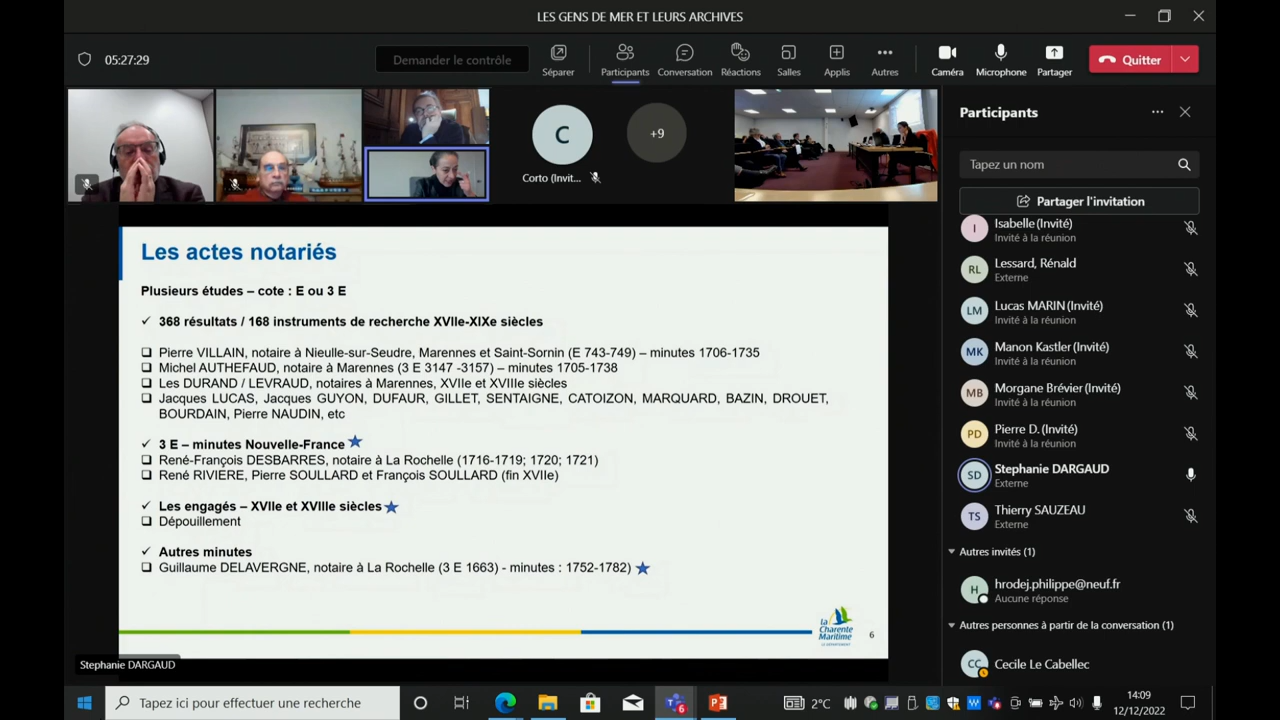 LES GENS DE MER ET LEURS ARCHIVES
05:27:29
Demander le contrôle
Séparer
Participants
Conversation
Réactions
Salles
Applis
Autres
Caméra
Microphone
Partager
Quitter
C
Corto (Invit...
+9
Participants
Tapez un nom
Partager l'invitation
I
Isabelle (Invité)
Invité à la réunion
RL
Lessard, Rénald
Externe
LM
Lucas MARIN (Invité)
Invité à la réunion
MK
Manon Kastler (Invité)
Invité à la réunion
MB
Morgane Brévier (Invité)
Invité à la réunion
PD
Pierre D. (Invité)
Invité à la réunion
SD
Stephanie DARGAUD
Externe
TS
Thierry SAUZEAU
Externe
Autres invités (1)
H
hrodej.philippe@neuf.fr
Aucune réponse
Autres personnes à partir de la conversation (1)
CC
Cecile Le Cabellec
Les actes notariés
Plusieurs études – cote : E ou 3 E
368 résultats / 168 instruments de recherche XVIIe-XIXe siècles
Pierre VILLAIN, notaire à Nieulle-sur-Seudre, Marennes et Saint-Sornin (E 743-749) – minutes 1706-1735
Michel AUTHEFAUD, notaire à Marennes (3 E 3147 -3157) – minutes 1705-1738
Les DURAND / LEVRAUD, notaires à Marennes, XVIIe et XVIIIe siècles
Jacques LUCAS, Jacques GUYON, DUFAUR, GILLET, SENTAIGNE, CATOIZON, MARQUARD, BAZIN, DROUET,
BOURDAIN, Pierre NAUDIN, etc
3 E – minutes Nouvelle-France
René-François DESBARRES, notaire à La Rochelle (1716-1719; 1720; 1721)
René RIVIERE, Pierre SOULLARD et François SOULLARD (fin XVIIe)
Les engagés – XVIIe et XVIIIe siècles
Dépouillement
Autres minutes
Guillaume DELAVERGNE, notaire à La Rochelle (3 E 1663) - minutes : 1752-1782)
la
Charente
Maritime
LE DÉPARTEMENT
6
Stephanie DARGAUD
Tapez ici pour effectuer une recherche
6
2°C
14:09
12/12/2022